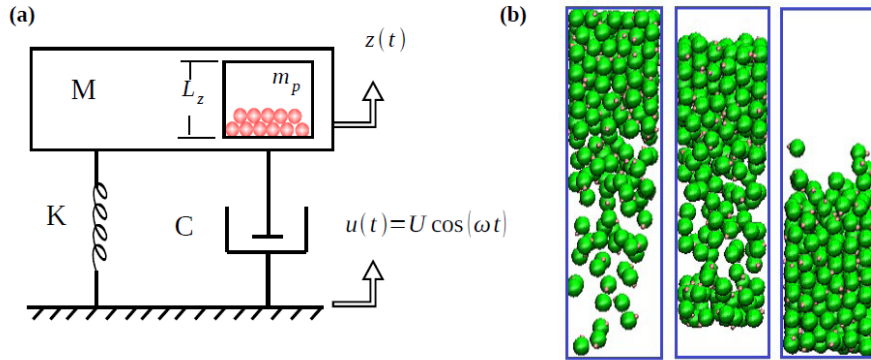 (a)
(b)
z(t)
M
L_z
m_p
K
C
u(t)=U cos(ωt)